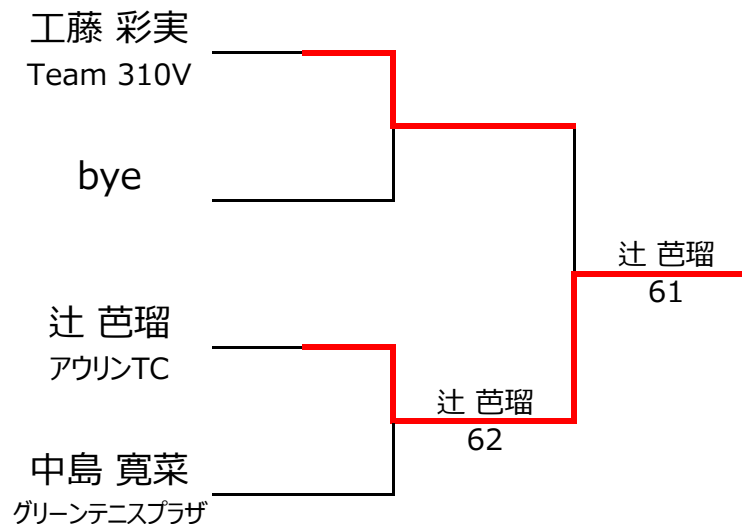 工藤 彩実
Team 310V
bye
辻 芭瑠
61
辻 芭瑠
アウリンTC
辻 芭瑠
62
中島 寛菜
グリーンテニスプラザ